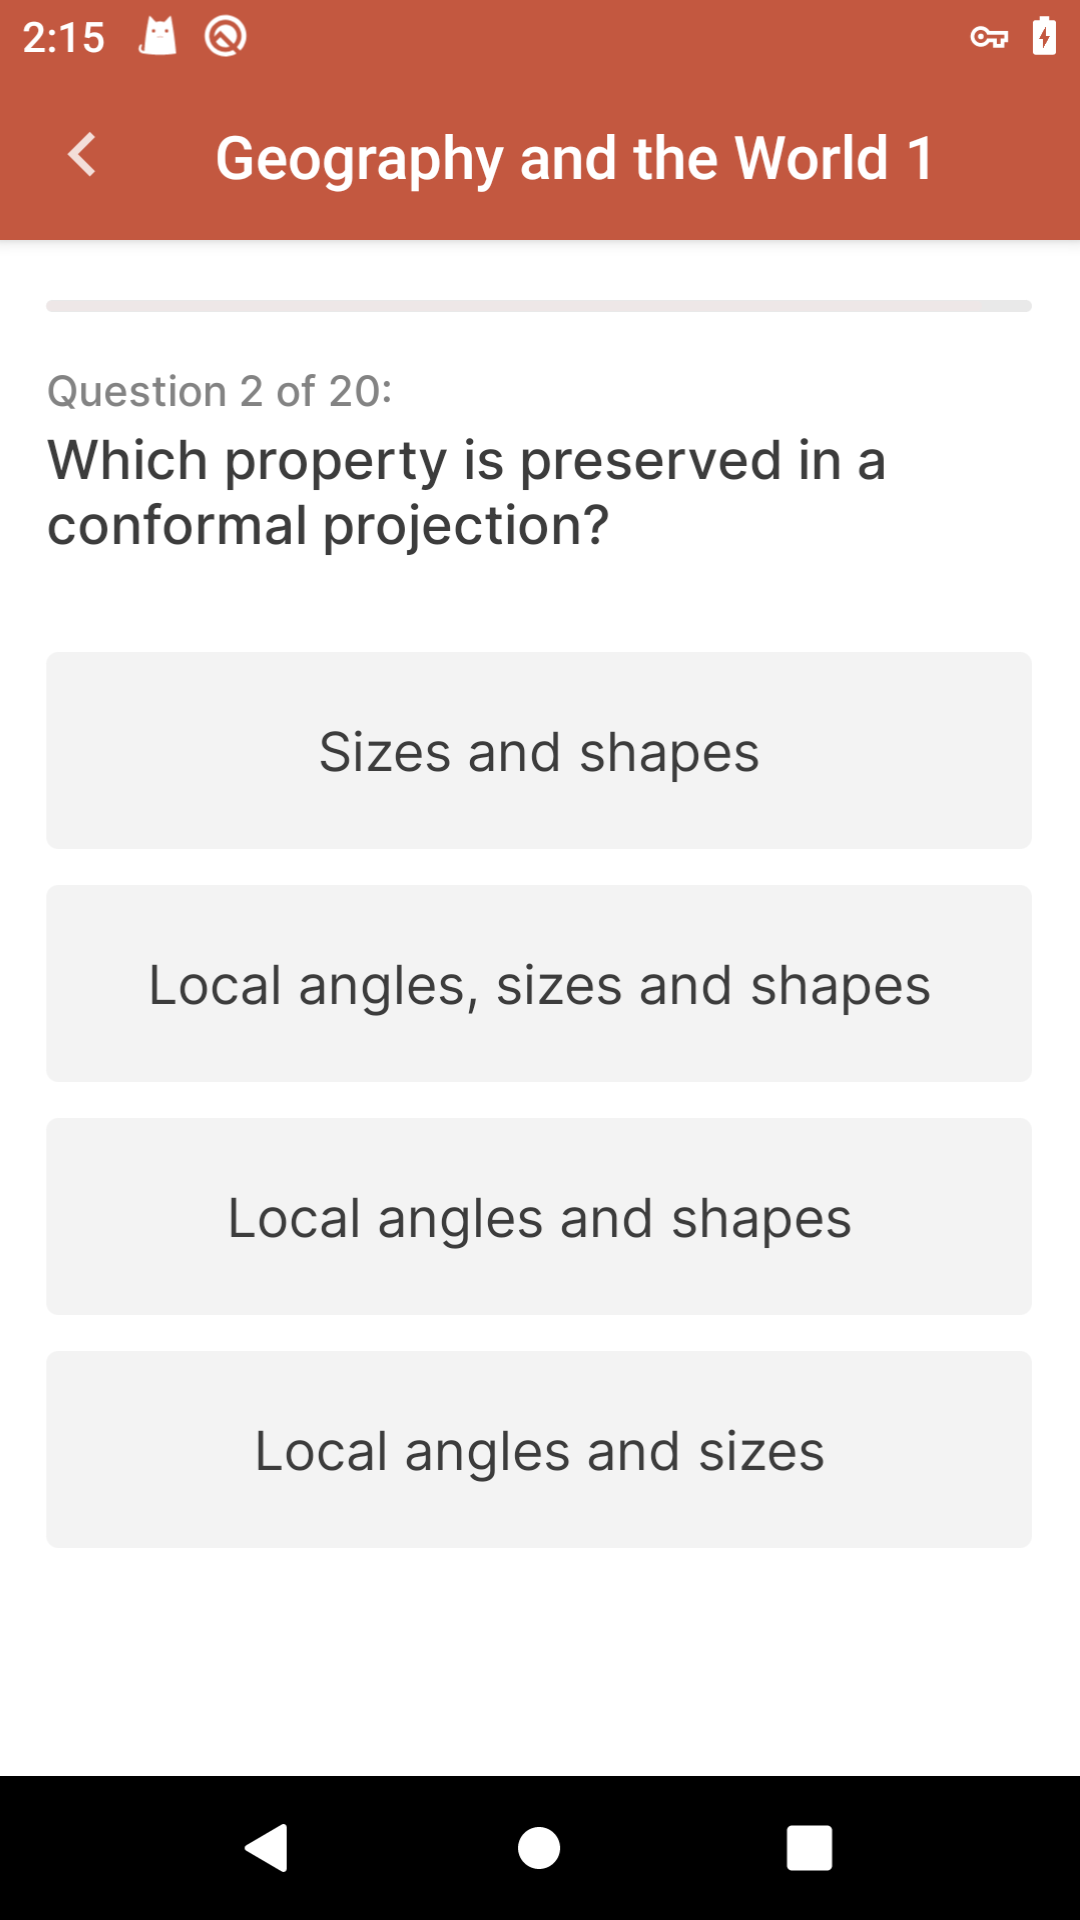 2:15
Geography and the World 1
Question 2 of 20:
Which property is preserved in a
conformal projection?
Sizes and shapes
Local angles, sizes and shapes
Local angles and shapes
Local angles and sizes